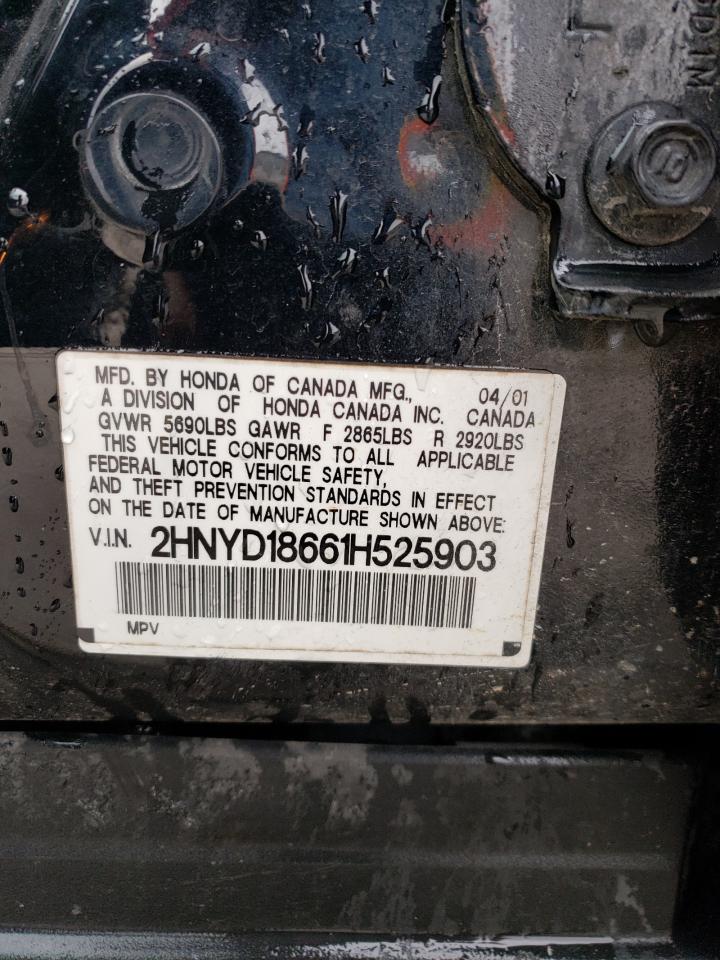 6D1M
MFD. BY HONDA OF CANADA MFG., 04/01
A DIVISION OF HONDA CANADA INC. CANADA
GVWR 5690LBS GAWR F 2865LBS R 2920LBS
THIS VEHICLE CONFORMS TO ALL APPLICABLE
FEDERAL MOTOR VEHICLE SAFETY,
AND THEFT PREVENTION STANDARDS IN EFFECT
ON THE DATE OF MANUFACTURE SHOWN ABOVE:
V.I.N. 2HNYD18661H525903
MPV